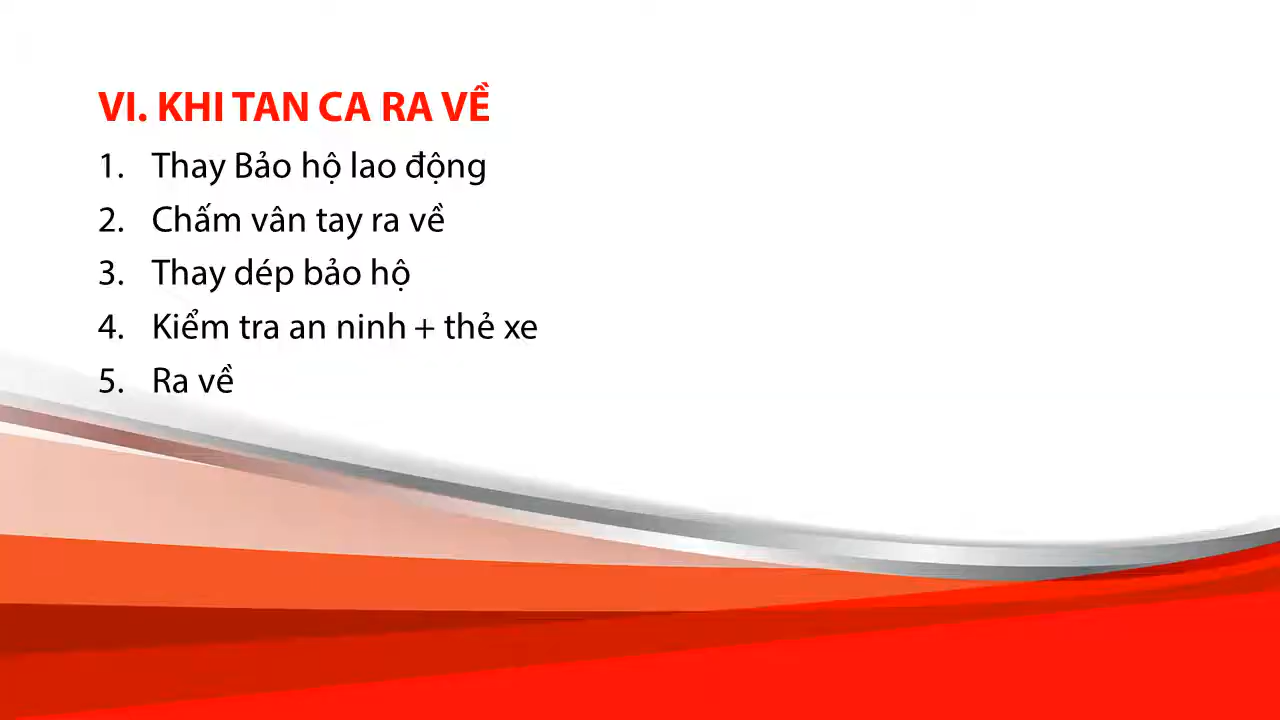 VI. KHI TAN CA RA VỀ
1. Thay Bảo hộ lao động
2. Chấm vân tay ra về
3. Thay dép bảo hộ
4. Kiểm tra an ninh + thẻ xe
5. Ra về